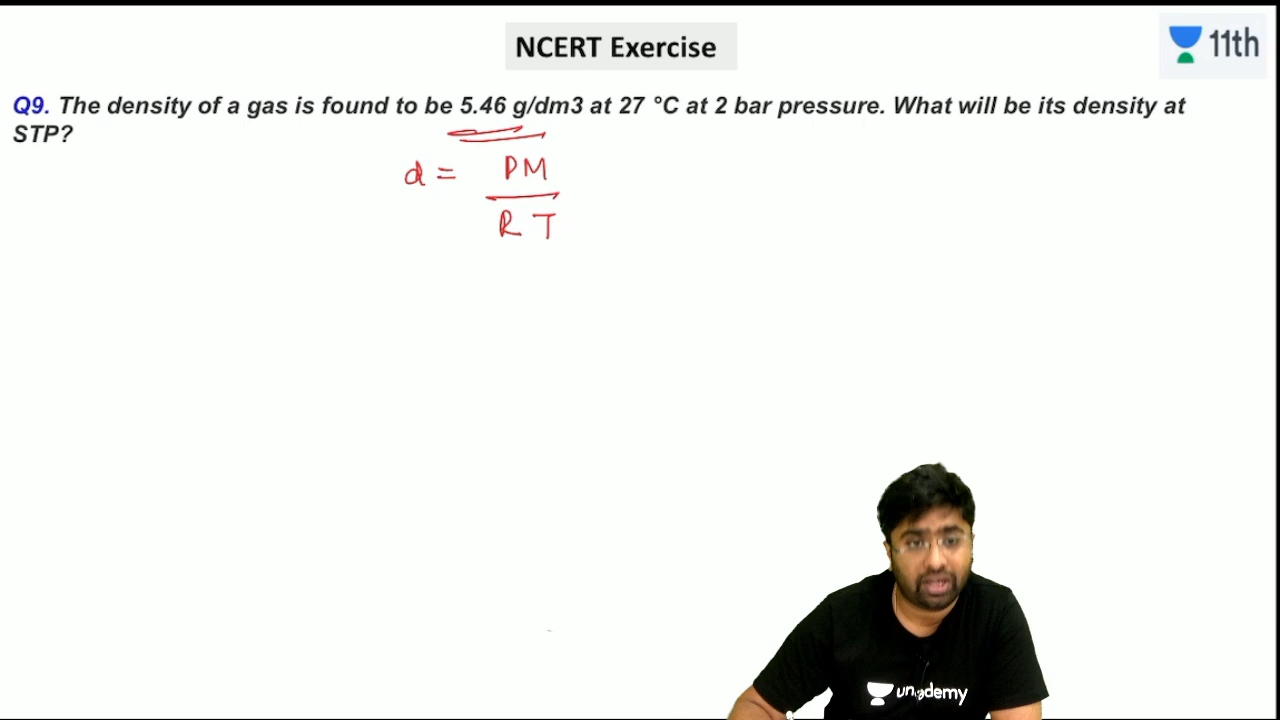 NCERT Exercise
11th
Q9. The density of a gas is found to be 5.46 g/dm3 at 27 °C at 2 bar pressure. What will be its density at
STP?
d = PM
R T
unacademy